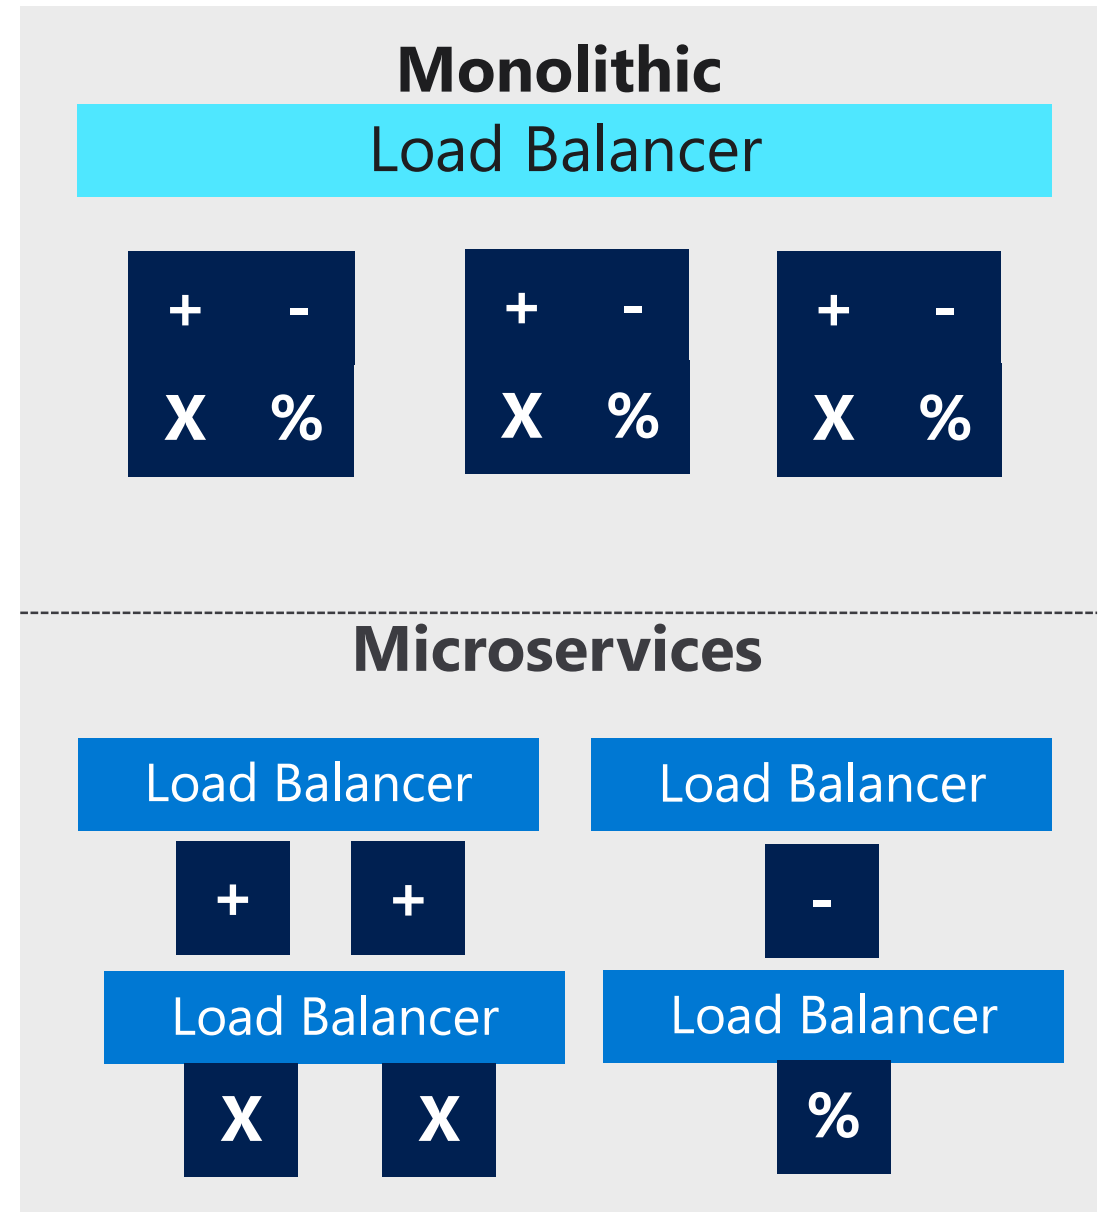 Monolithic
Load Balancer
+ - + - + -
X % X % X %
Microservices
Load Balancer Load Balancer
+ + -
Load Balancer Load Balancer
X X %